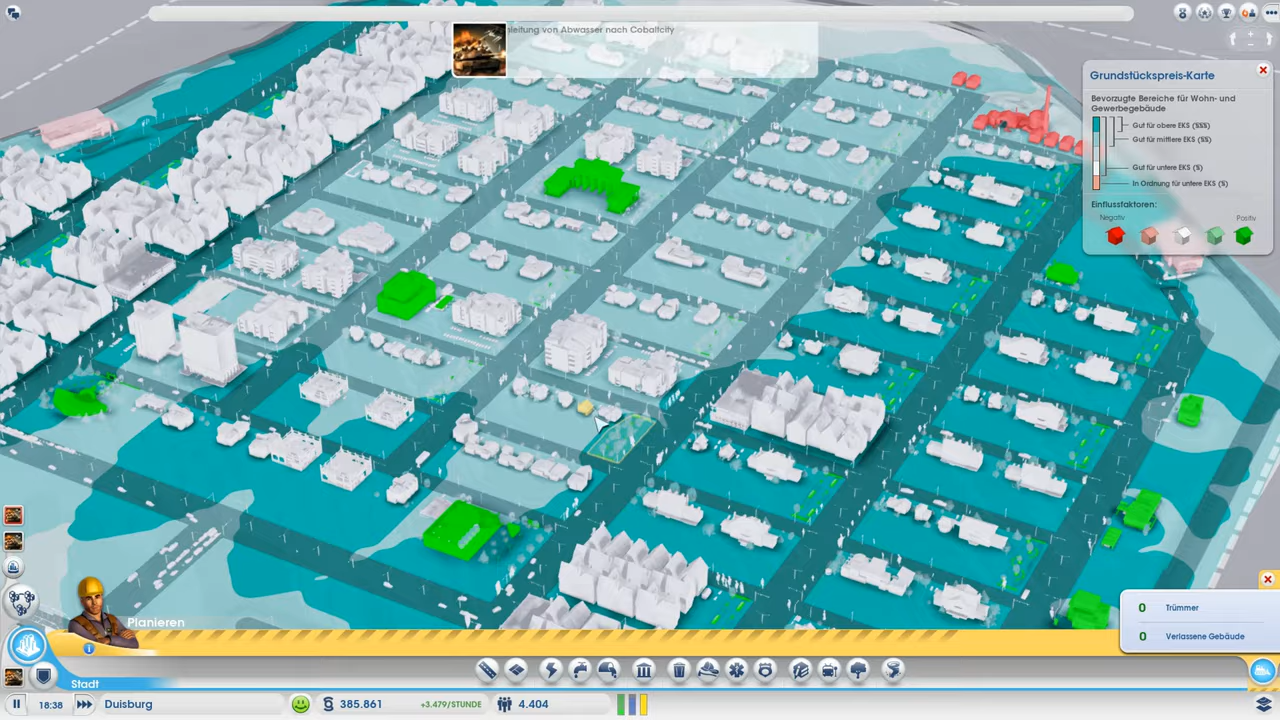 leitung von Abwasser nach Cobaltcity
Grundstückspreis-Karte
Bevorzugte Bereiche für Wohn- und
Gewerbegebäude
Gut für obere EKS (§§§)
Gut für mittlere EKS (§§)
Gut für untere EKS (§)
In Ordnung für untere EKS (§)
Einflussfaktoren:
Negativ
Positiv
0 Trümmer
0 Verlassene Gebäude
Planieren
Stadt
18:38
Duisburg
385.861
+3.479/STUNDE
4.404